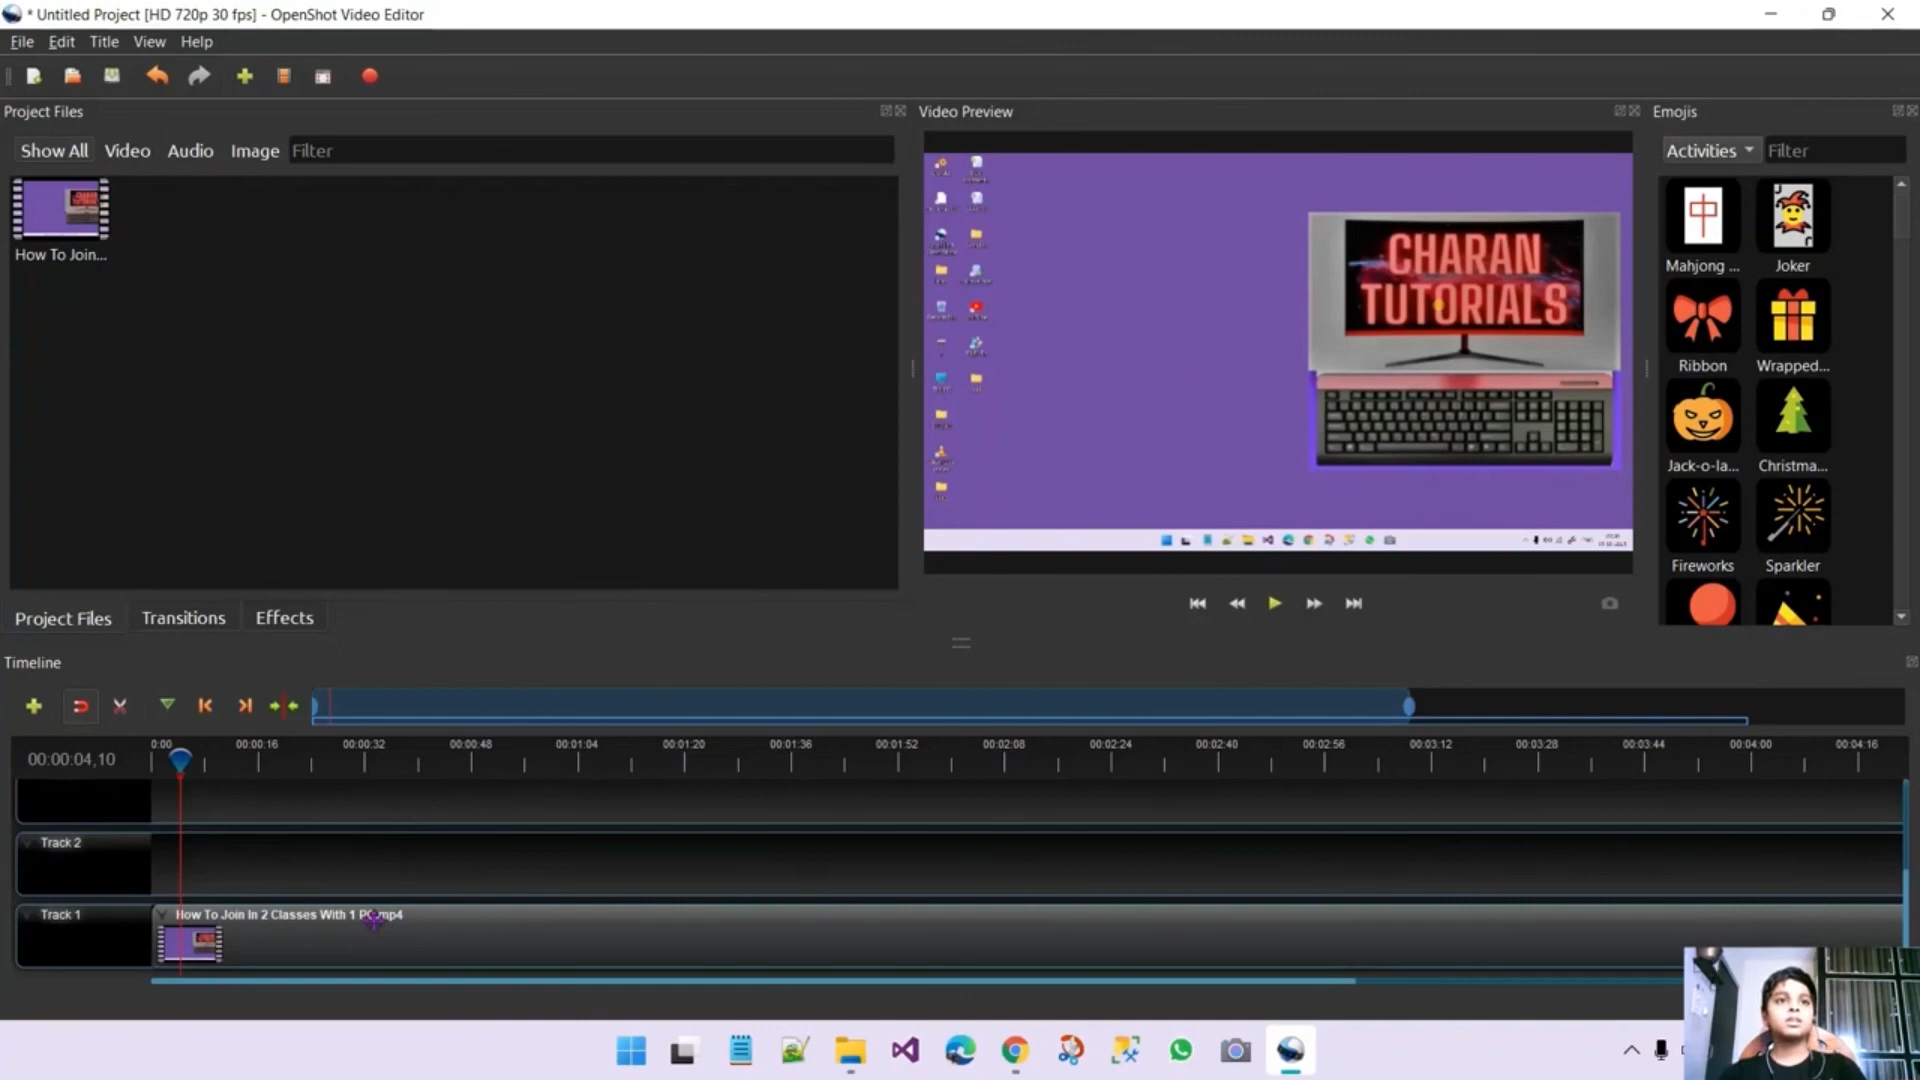 * Untitled Project [HD 720p 30 fps] - OpenShot Video Editor
File Edit Title View Help
Project Files
Video Preview
Emojis
Show All Video Audio Image Filter
Activities Filter
How To Join...
CHARAN
TUTORIALS
Mahjong ... Joker
Ribbon Wrapped...
Jack-o-la... Christma...
Fireworks Sparkler
Project Files Transitions Effects
Timeline
00:00:04,10
0:00 00:00:16 00:00:32 00:00:48 00:01:04 00:01:20 00:01:36 00:01:52 00:02:08 00:02:24 00:02:40 00:02:56 00:03:12 00:03:28 00:03:44 00:04:00 00:04:16
Track 2
Track 1
How To Join In 2 Classes With 1 PC.mp4